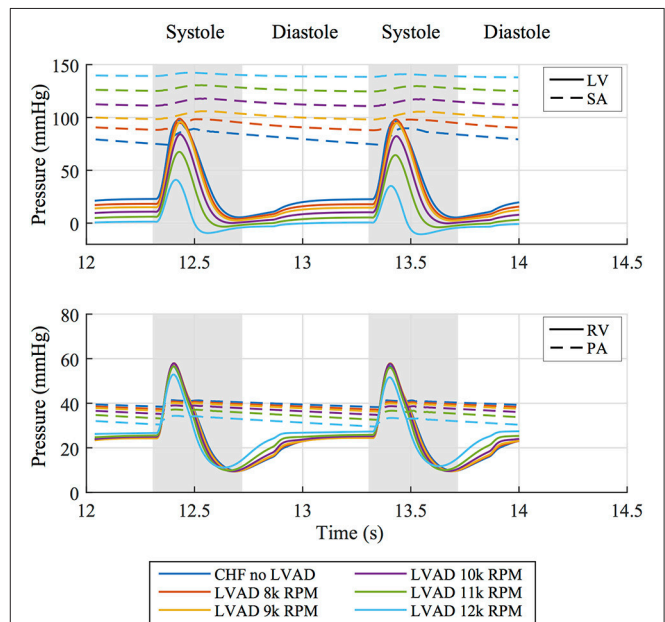 Systole Diastole Systole Diastole
150
100
50
0
Pressure (mmHg)
LV
SA
12 12.5 13 13.5 14 14.5
80
60
40
20
0
Pressure (mmHg)
RV
PA
12 12.5 13 13.5 14 14.5
Time (s)
CHF no LVAD LVAD 10k RPM
LVAD 8k RPM LVAD 11k RPM
LVAD 9k RPM LVAD 12k RPM